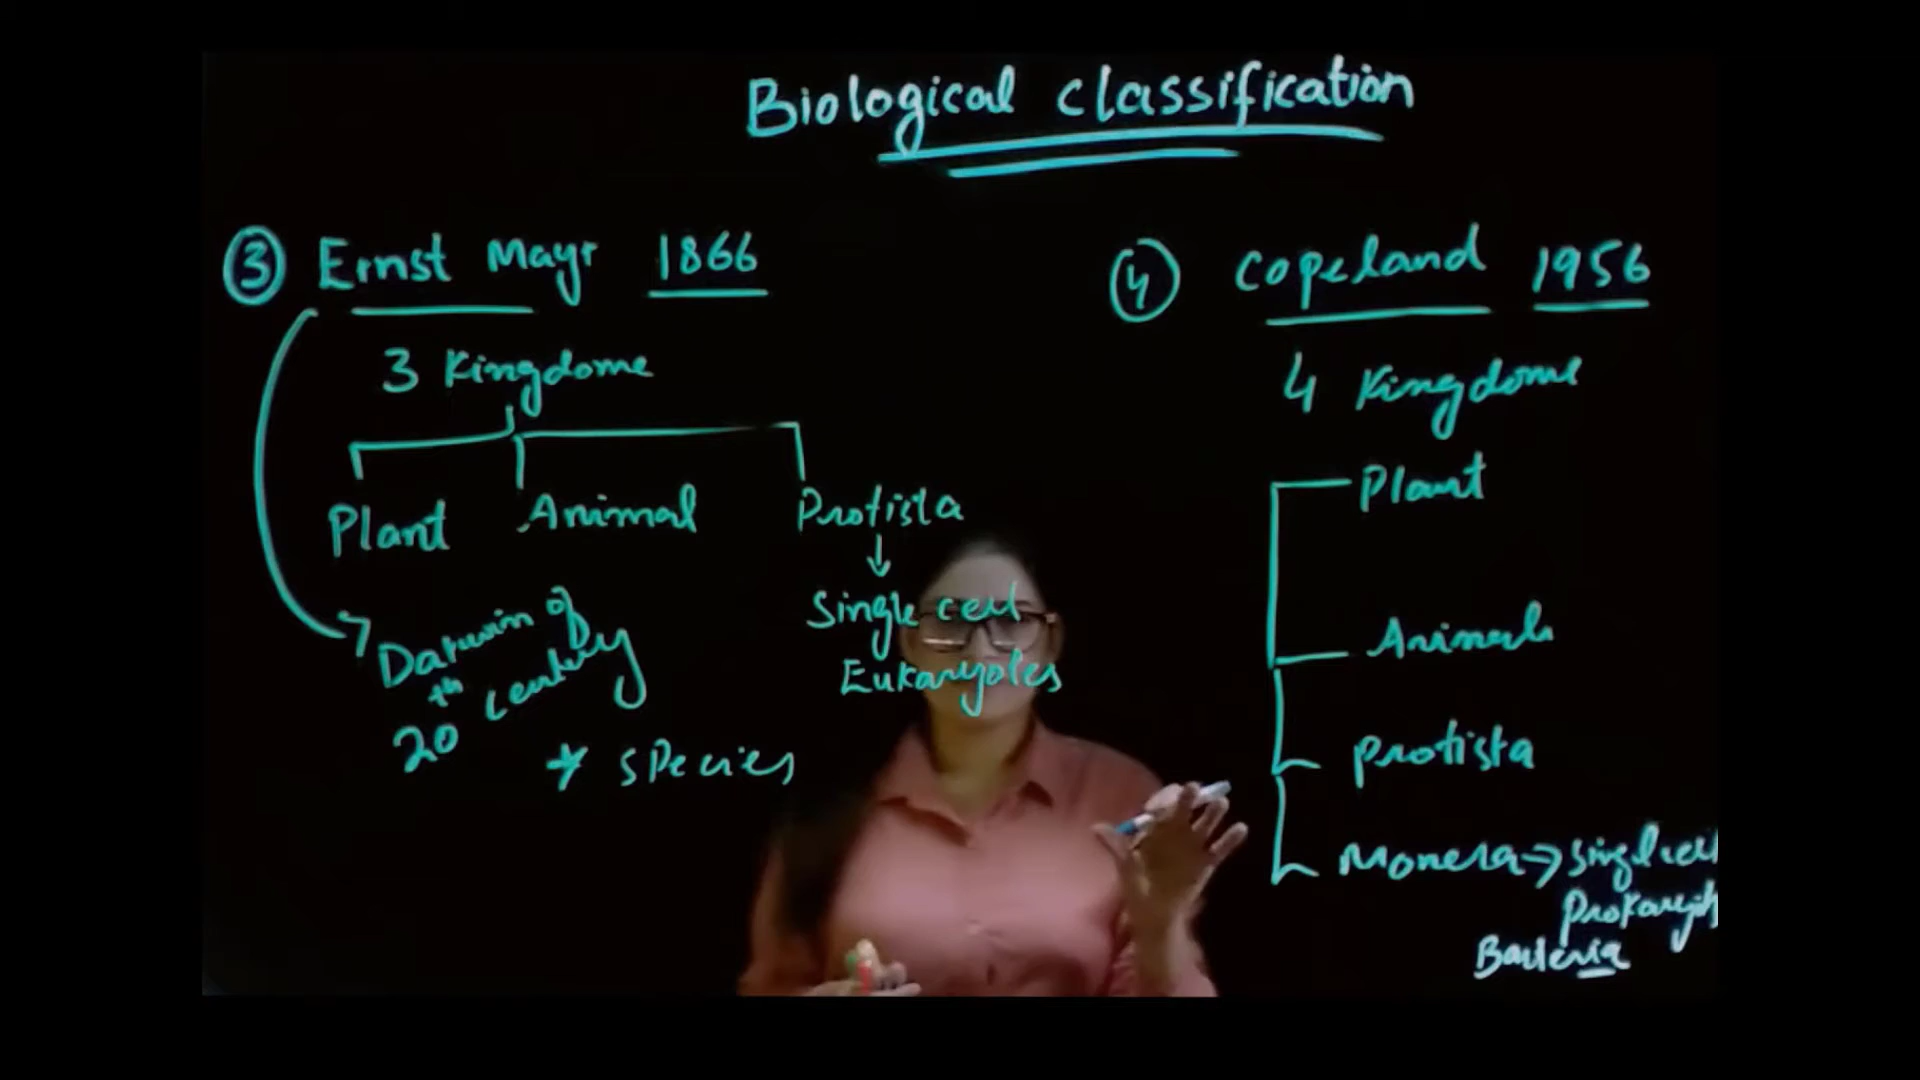 Biological classification
③ Ernst Mayr 1866
3 Kingdome
Plant Animal Protista
Single cell
Eukaryotes
Darwin of
20th century
* species
④ Copeland 1956
4 Kingdome
Plant
Animals
Protista
Monera → Single cell
Bacteria